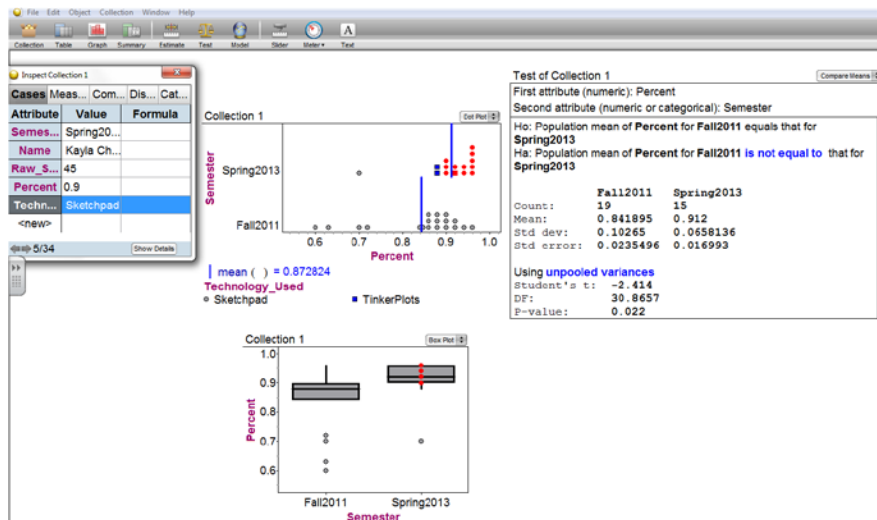 File Edit Object Collection Window Help
Collection Table Graph Summary Estimate Test Model Slider Meter▾ A Text
Inspect Collection 1
Cases Meas... Com... Dis... Cat...
Attribute Value Formula
Semes... Spring20...
Name Kayla Ch...
Raw_S... 45
Percent 0.9
Techn... Sketchpad
<new>
5/34 Show Details
Collection 1 Dot Plot
Semester
Spring2013
Fall2011
0.6 0.7 0.8 0.9 1.0
Percent
mean ( ) = 0.872824
Technology_Used
Sketchpad TinkerPlots
Collection 1 Box Plot
Percent
1.0
0.9
0.8
0.7
0.6
Fall2011 Spring2013
Semester
Test of Collection 1 Compare Means
First attribute (numeric): Percent
Second attribute (numeric or categorical): Semester
Ho: Population mean of Percent for Fall2011 equals that for
Spring2013
Ha: Population mean of Percent for Fall2011 is not equal to that for
Spring2013
Fall2011 Spring2013
Count: 19 15
Mean: 0.841895 0.912
Std dev: 0.10265 0.0658136
Std error: 0.0235496 0.016993
Using unpooled variances
Student's t: -2.414
DF: 30.8657
P-value: 0.022